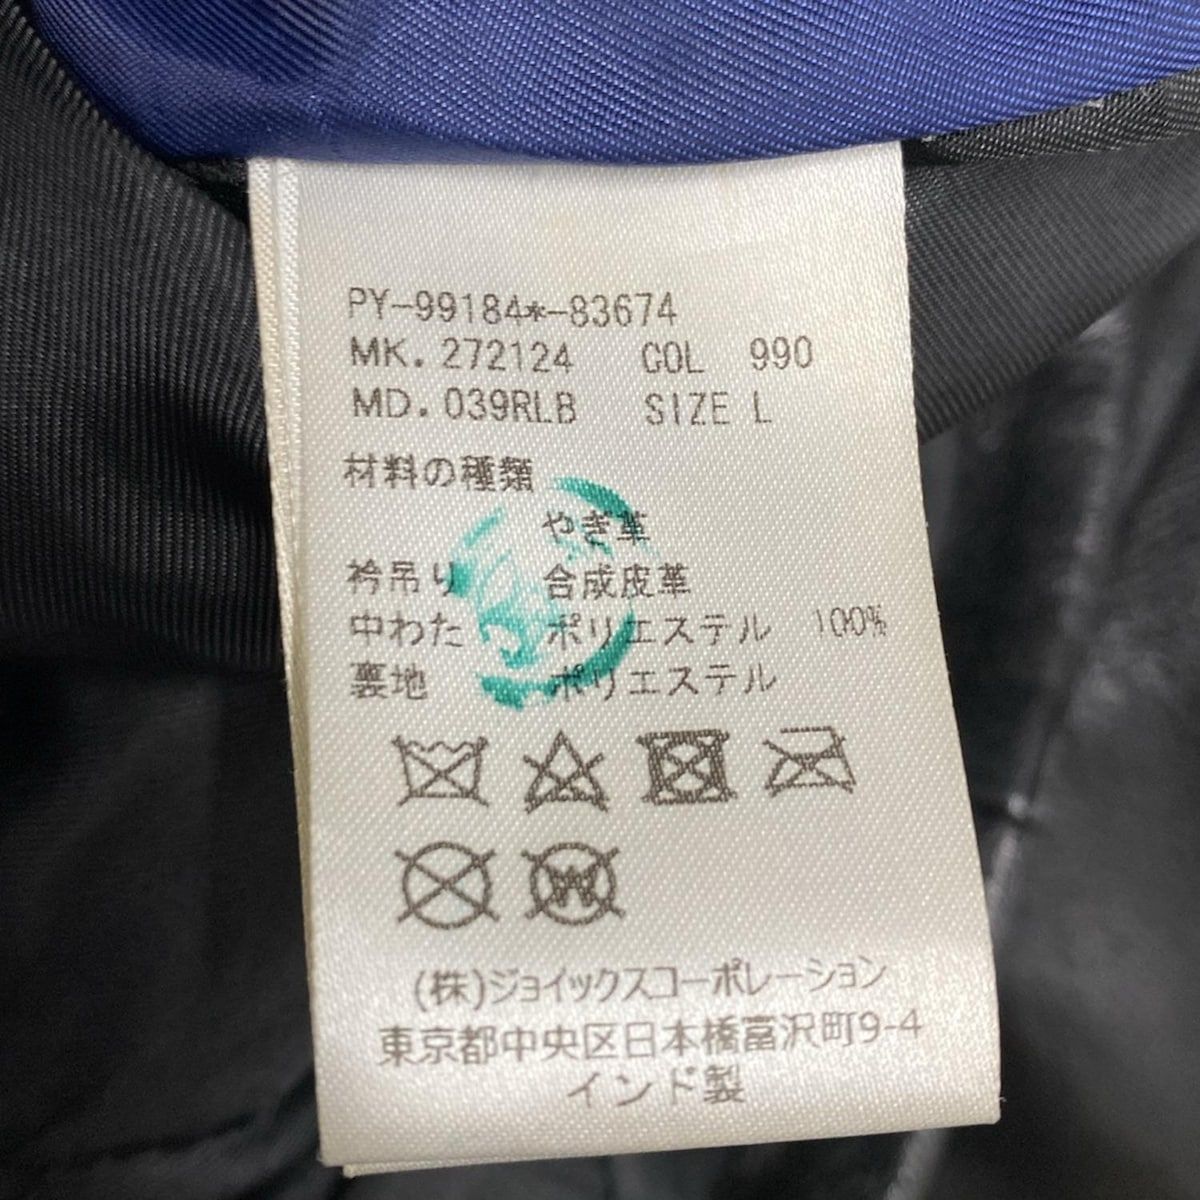 PY-99184*-83674
MK. 272124 COL 990
MD. 039RLB SIZE L
材料の種類
やぎ革
衿吊り 合成皮革
中わた ポリエステル 100%
裏地 ポリエステル
W
(株)ジョイックスコーポレーション
東京都中央区日本橋富沢町9-4
インド製